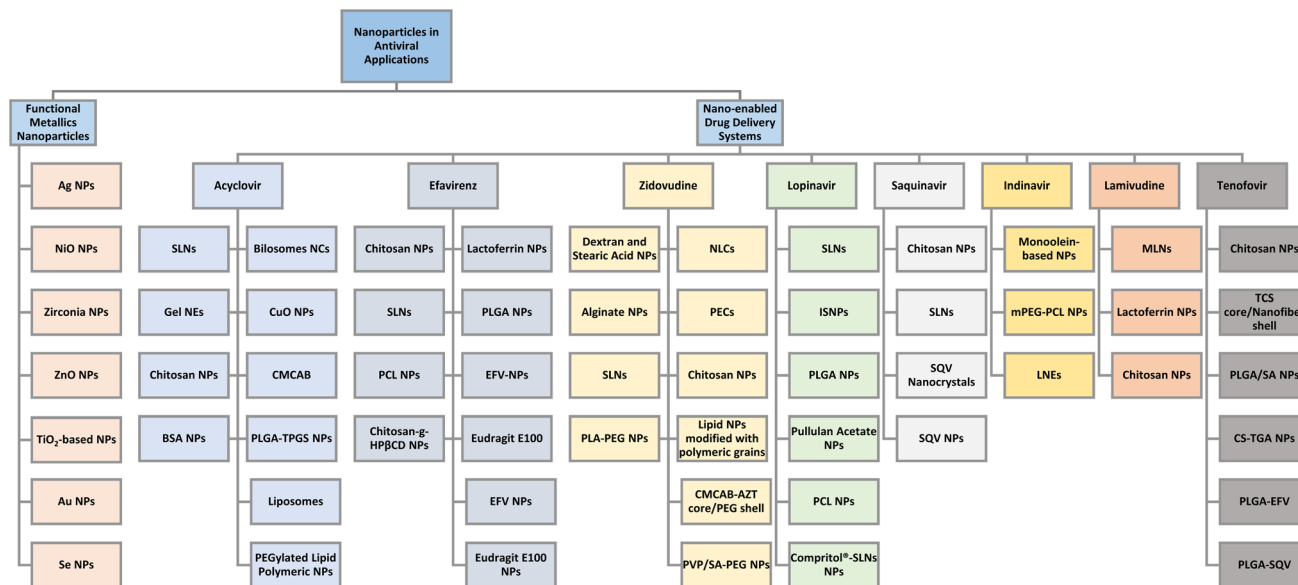 Nanoparticles in
Antiviral
Applications
Functional
Metallics
Nanoparticles
Nano-enabled
Drug Delivery
Systems
Ag NPs
NiO NPs
Zirconia NPs
ZnO NPs
TiO₂-based NPs
Au NPs
Se NPs
Acyclovir
SLNs
Gel NEs
Chitosan NPs
BSA NPs
Bilosomes NCs
CuO NPs
CMCAB
PLGA-TPGS NPs
Liposomes
PEGylated Lipid
Polymeric NPs
Efavirenz
Chitosan NPs
SLNs
PCL NPs
Chitosan-g-
HPβCD NPs
Lactoferrin NPs
PLGA NPs
EFV-NPs
Eudragit E100
EFV NPs
Eudragit E100
NPs
Zidovudine
Dextran and
Stearic Acid NPs
Alginate NPs
SLNs
PLA-PEG NPs
NLCs
PECs
Chitosan NPs
Lipid NPs
modified with
polymeric grains
CMCAB-AZT
core/PEG shell
PVP/SA-PEG NPs
Lopinavir
SLNs
ISNPs
PLGA NPs
Pullulan Acetate
NPs
PCL NPs
Compritol®-SLNs
NPs
Saquinavir
Chitosan NPs
SLNs
SQV
Nanocrystals
SQV NPs
Indinavir
Monoolein-
based NPs
mPEG-PCL NPs
LNEs
Lamivudine
MLNs
Lactoferrin NPs
Chitosan NPs
Tenofovir
Chitosan NPs
TCS
core/Nanofibe
shell
PLGA/SA NPs
CS-TGA NPs
PLGA-EFV
PLGA-SQV